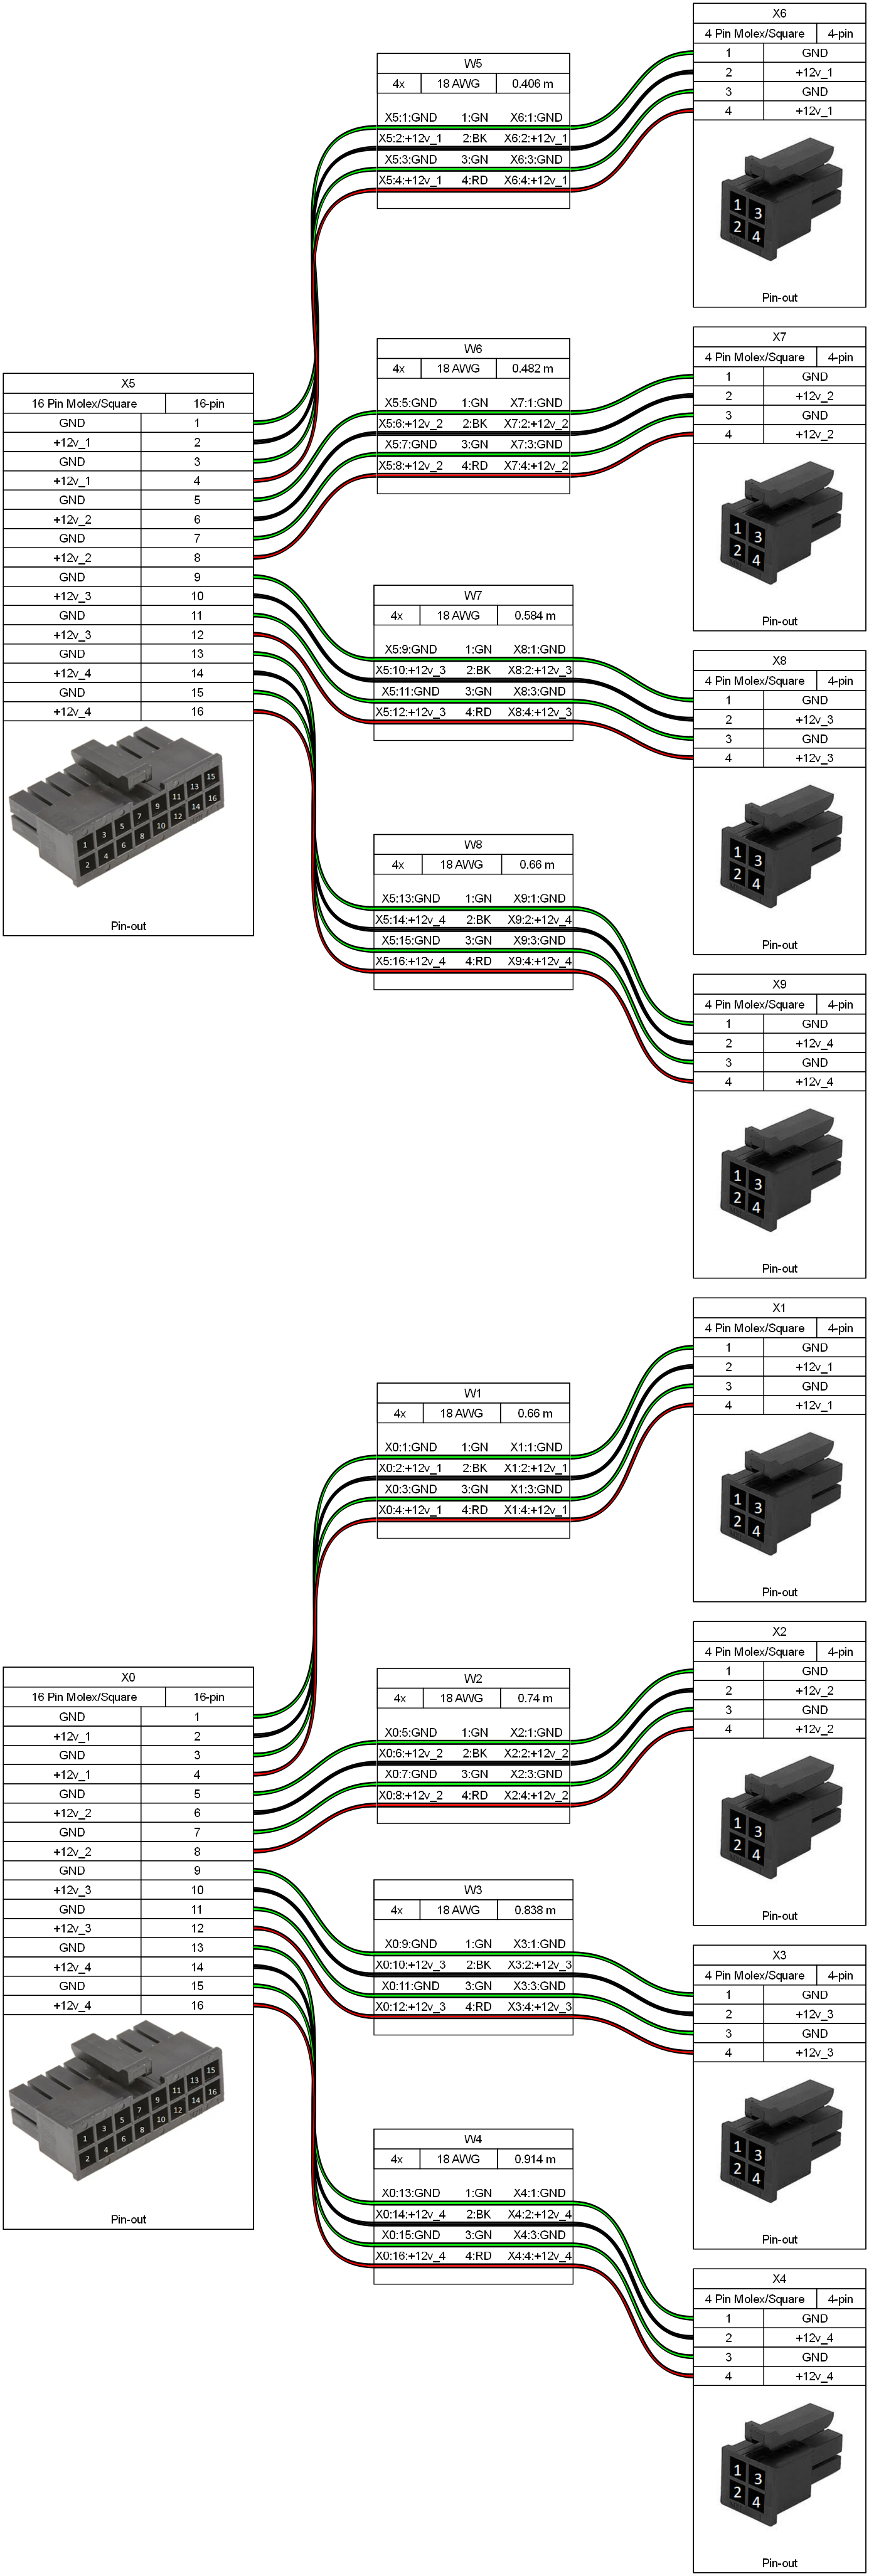 X6
4 Pin Molex/Square 4-pin
1 GND
2 +12v_1
3 GND
4 +12v_1
1 3
2 4
Pin-out
W5
4x 18 AWG 0.406 m
X5:1:GND 1:GN X6:1:GND
X5:2:+12v_1 2:BK X6:2:+12v_1
X5:3:GND 3:GN X6:3:GND
X5:4:+12v_1 4:RD X6:4:+12v_1
X7
4 Pin Molex/Square 4-pin
1 GND
2 +12v_2
3 GND
4 +12v_2
1 3
2 4
Pin-out
W6
4x 18 AWG 0.482 m
X5:5:GND 1:GN X7:1:GND
X5:6:+12v_2 2:BK X7:2:+12v_2
X5:7:GND 3:GN X7:3:GND
X5:8:+12v_2 4:RD X7:4:+12v_2
X5
16 Pin Molex/Square 16-pin
GND 1
+12v_1 2
GND 3
+12v_1 4
GND 5
+12v_2 6
GND 7
+12v_2 8
GND 9
+12v_3 10
GND 11
+12v_3 12
GND 13
+12v_4 14
GND 15
+12v_4 16
1 3 5 7 9 11 13 15
2 4 6 8 10 12 14 16
Pin-out
W7
4x 18 AWG 0.584 m
X5:9:GND 1:GN X8:1:GND
X5:10:+12v_3 2:BK X8:2:+12v_3
X5:11:GND 3:GN X8:3:GND
X5:12:+12v_3 4:RD X8:4:+12v_3
X8
4 Pin Molex/Square 4-pin
1 GND
2 +12v_3
3 GND
4 +12v_3
1 3
2 4
Pin-out
W8
4x 18 AWG 0.66 m
X5:13:GND 1:GN X9:1:GND
X5:14:+12v_4 2:BK X9:2:+12v_4
X5:15:GND 3:GN X9:3:GND
X5:16:+12v_4 4:RD X9:4:+12v_4
X9
4 Pin Molex/Square 4-pin
1 GND
2 +12v_4
3 GND
4 +12v_4
1 3
2 4
Pin-out
X1
4 Pin Molex/Square 4-pin
1 GND
2 +12v_1
3 GND
4 +12v_1
1 3
2 4
Pin-out
W1
4x 18 AWG 0.66 m
X0:1:GND 1:GN X1:1:GND
X0:2:+12v_1 2:BK X1:2:+12v_1
X0:3:GND 3:GN X1:3:GND
X0:4:+12v_1 4:RD X1:4:+12v_1
X2
4 Pin Molex/Square 4-pin
1 GND
2 +12v_2
3 GND
4 +12v_2
1 3
2 4
Pin-out
W2
4x 18 AWG 0.74 m
X0:5:GND 1:GN X2:1:GND
X0:6:+12v_2 2:BK X2:2:+12v_2
X0:7:GND 3:GN X2:3:GND
X0:8:+12v_2 4:RD X2:4:+12v_2
X0
16 Pin Molex/Square 16-pin
GND 1
+12v_1 2
GND 3
+12v_1 4
GND 5
+12v_2 6
GND 7
+12v_2 8
GND 9
+12v_3 10
GND 11
+12v_3 12
GND 13
+12v_4 14
GND 15
+12v_4 16
1 3 5 7 9 11 13 15
2 4 6 8 10 12 14 16
Pin-out
W3
4x 18 AWG 0.838 m
X0:9:GND 1:GN X3:1:GND
X0:10:+12v_3 2:BK X3:2:+12v_3
X0:11:GND 3:GN X3:3:GND
X0:12:+12v_3 4:RD X3:4:+12v_3
X3
4 Pin Molex/Square 4-pin
1 GND
2 +12v_3
3 GND
4 +12v_3
1 3
2 4
Pin-out
W4
4x 18 AWG 0.914 m
X0:13:GND 1:GN X4:1:GND
X0:14:+12v_4 2:BK X4:2:+12v_4
X0:15:GND 3:GN X4:3:GND
X0:16:+12v_4 4:RD X4:4:+12v_4
X4
4 Pin Molex/Square 4-pin
1 GND
2 +12v_4
3 GND
4 +12v_4
1 3
2 4
Pin-out